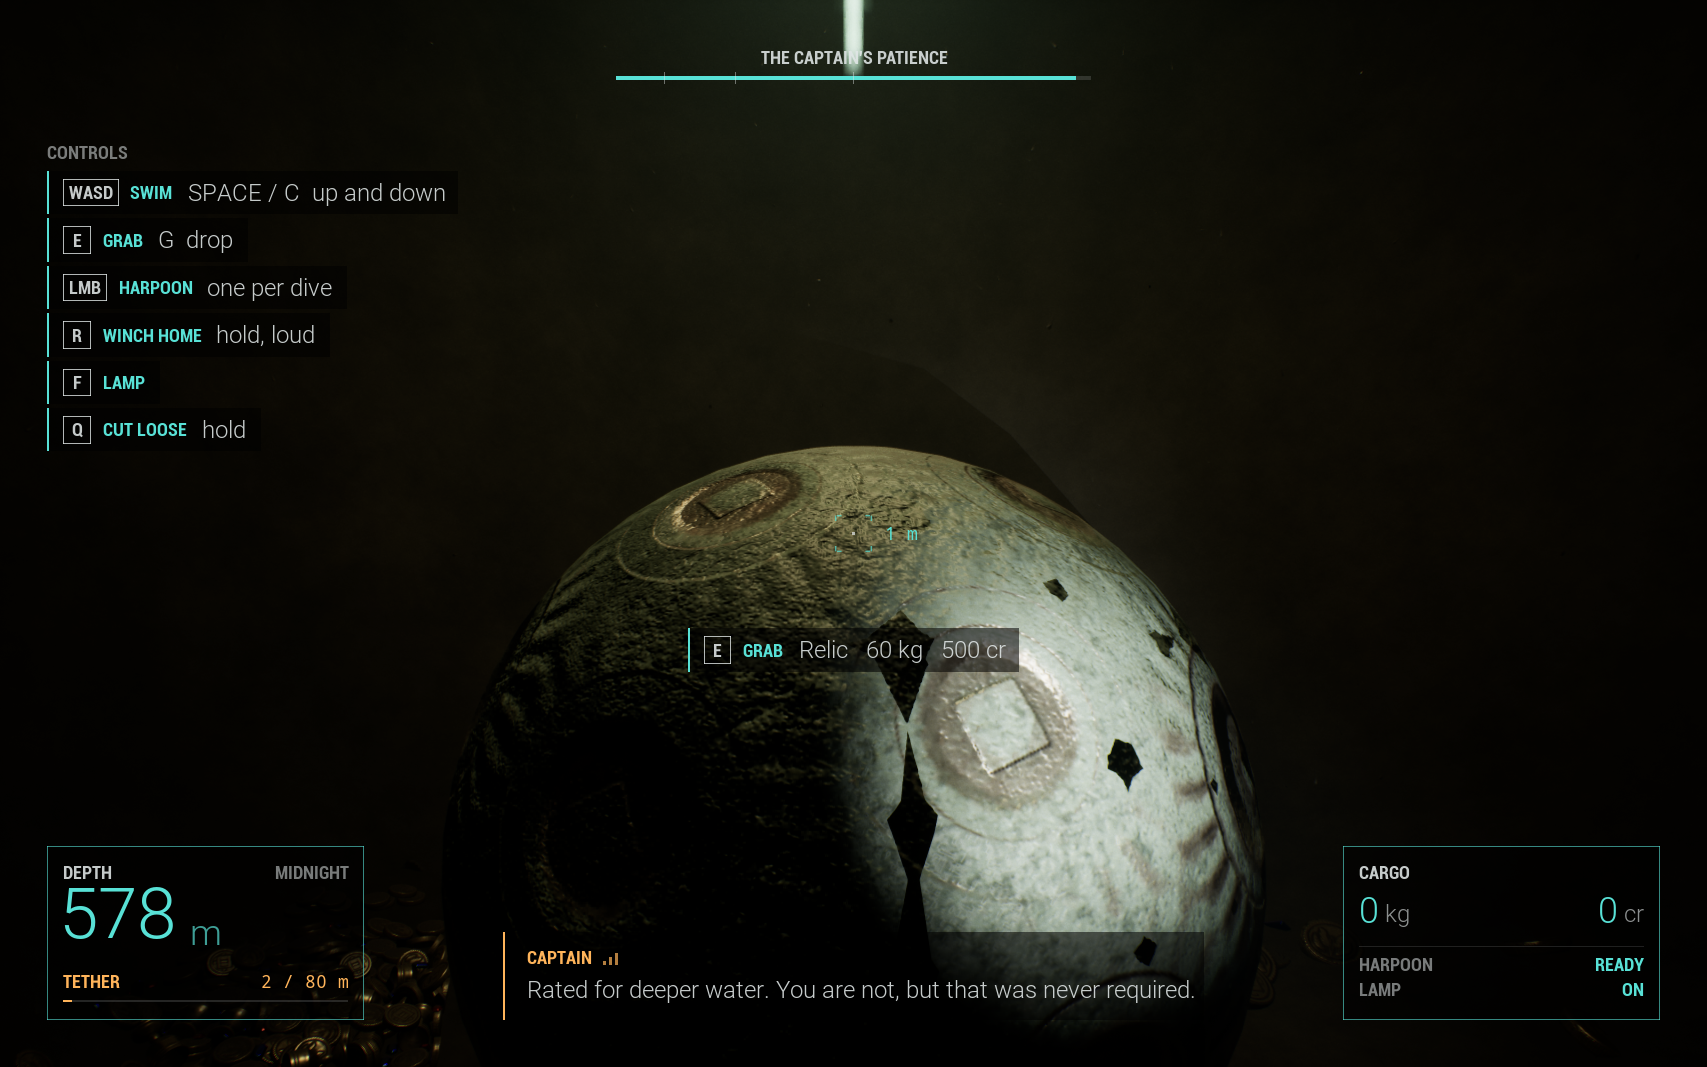 THE CAPTAIN'S PATIENCE
CONTROLS
WASD SWIM SPACE / C up and down
E GRAB G drop
LMB HARPOON one per dive
R WINCH HOME hold, loud
F LAMP
Q CUT LOOSE hold
1 m
E GRAB Relic 60 kg 500 cr
DEPTH MIDNIGHT
578 m
TETHER 2 / 80 m
CAPTAIN
Rated for deeper water. You are not, but that was never required.
CARGO
0 kg 0 cr
HARPOON READY
LAMP ON